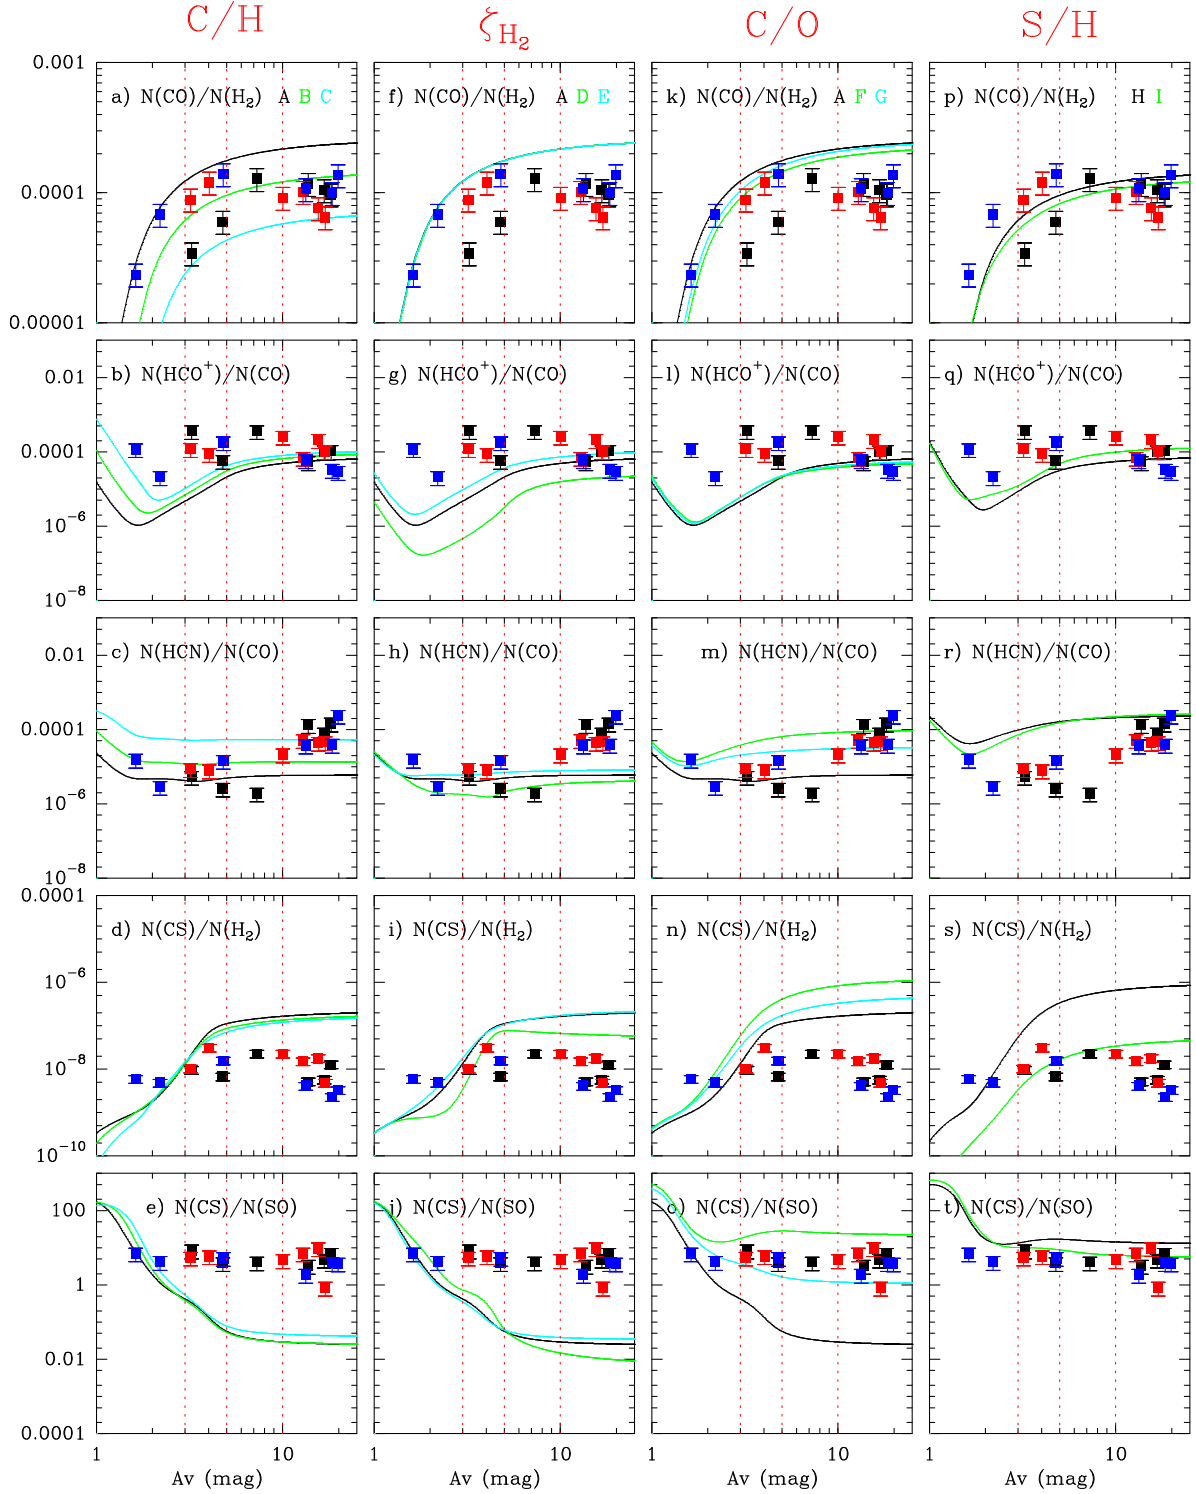 C/H ζH₂ C/O S/H
0.001 a) N(CO)/N(H₂) A B C f) N(CO)/N(H₂) A D E k) N(CO)/N(H₂) A F G p) N(CO)/N(H₂) H I
0.0001
0.00001
0.01 b) N(HCO⁺)/N(CO) g) N(HCO⁺)/N(CO) l) N(HCO⁺)/N(CO) q) N(HCO⁺)/N(CO)
0.0001
10⁻⁶
10⁻⁸
0.01 c) N(HCN)/N(CO) h) N(HCN)/N(CO) m) N(HCN)/N(CO) r) N(HCN)/N(CO)
0.0001
10⁻⁶
10⁻⁸
0.0001
d) N(CS)/N(H₂) i) N(CS)/N(H₂) n) N(CS)/N(H₂) s) N(CS)/N(H₂)
10⁻⁶
10⁻⁸
10⁻¹⁰
100 e) N(CS)/N(SO) j) N(CS)/N(SO) o) N(CS)/N(SO) t) N(CS)/N(SO)
1
0.01
0.0001
1 10 1 10 1 10 1 10
Av (mag) Av (mag) Av (mag) Av (mag)